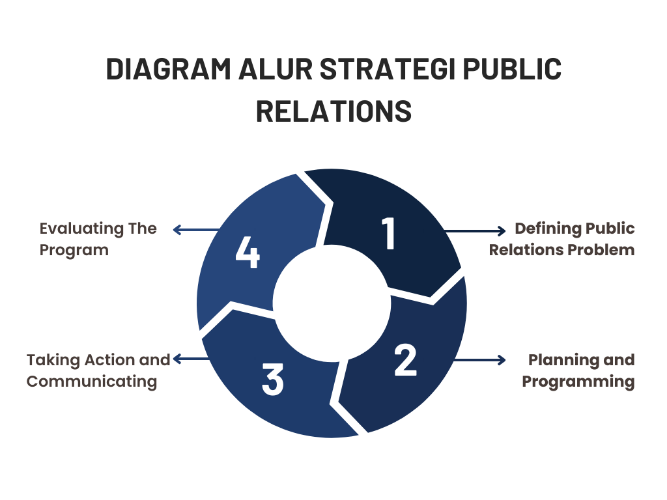 DIAGRAM ALUR STRATEGI PUBLIC
RELATIONS
1
Defining Public
Relations Problem
2
Planning and
Programming
3
Taking Action and
Communicating
4
Evaluating The
Program